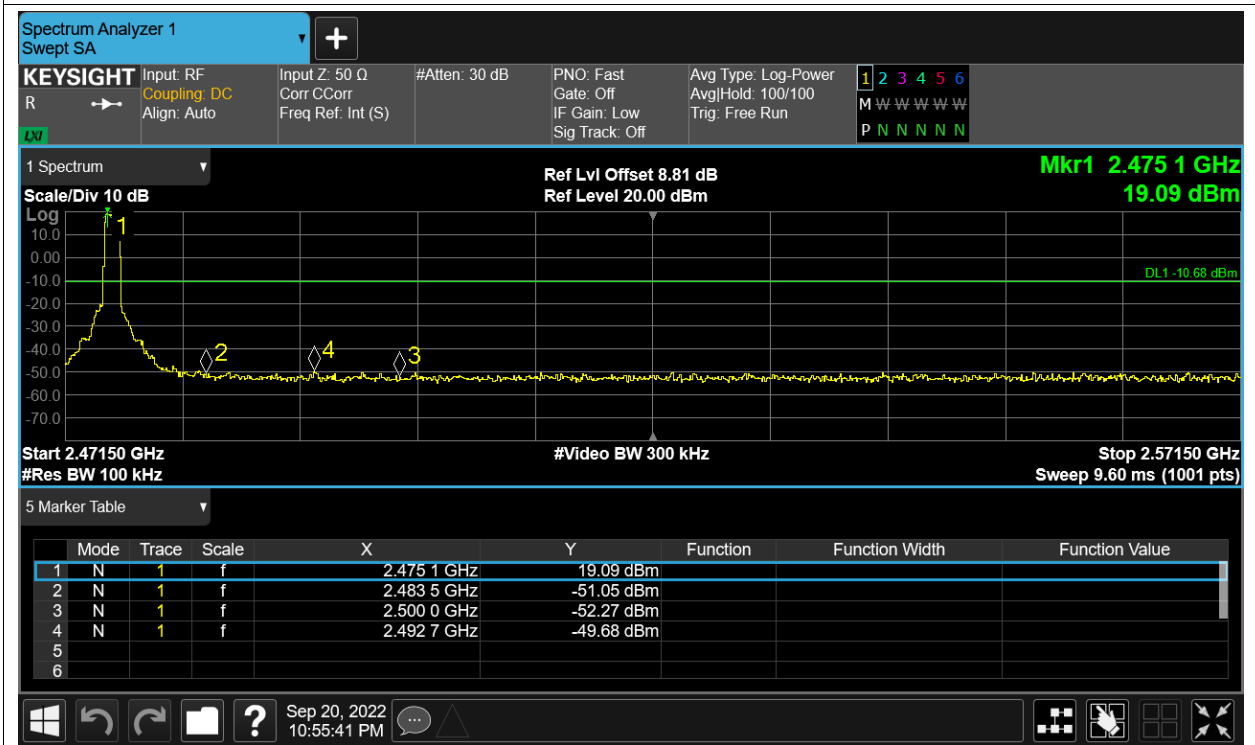 Spectrum Analyzer 1
Swept SA
+
KEYSIGHT Input: RF Input Z: 50 Ω #Atten: 30 dB PNO: Fast Avg Type: Log-Power 1 2 3 4 5 6
R Coupling: DC Corr CCorr Gate: Off Avg|Hold: 100/100 M W W W W W W
Align: Auto Freq Ref: Int (S) IF Gain: Low Trig: Free Run
LXI Sig Track: Off P N N N N N N
1 Spectrum Ref Lvl Offset 8.81 dB Mkr1 2.475 1 GHz
Scale/Div 10 dB Ref Level 20.00 dBm 19.09 dBm
Log
1
10.0
0.00
-10.0 DL1 -10.68 dBm
-20.0
-30.0
-40.0 2 4 3
-50.0
-60.0
-70.0
Start 2.47150 GHz #Video BW 300 kHz Stop 2.57150 GHz
#Res BW 100 kHz Sweep 9.60 ms (1001 pts)
5 Marker Table
Mode Trace Scale X Y Function Function Width Function Value
1 N 1 f 2.475 1 GHz 19.09 dBm
2 N 1 f 2.483 5 GHz -51.05 dBm
3 N 1 f 2.500 0 GHz -52.27 dBm
4 N 1 f 2.492 7 GHz -49.68 dBm
5
6
? Sep 20, 2022
10:55:41 PM